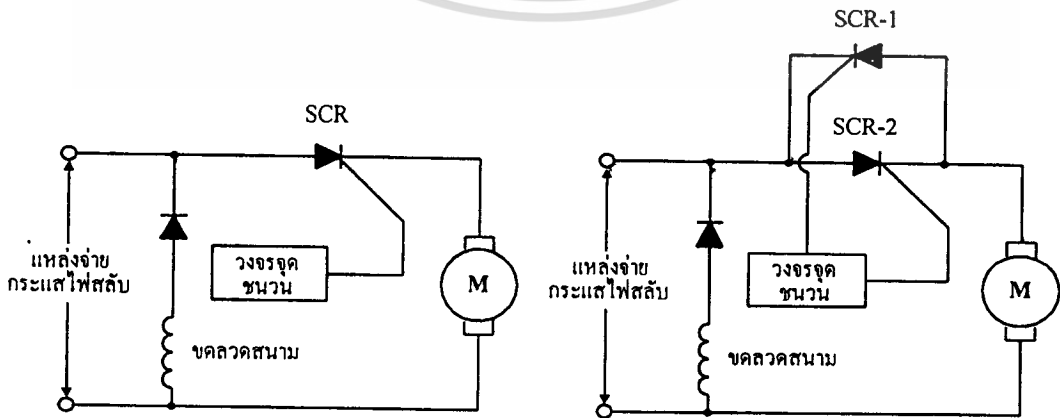 SCR
แหล่งจ่าย
กระแสไฟสลับ
วงจรจุด
ชนวน
M
ขดลวดสนาม
SCR-1
SCR-2
แหล่งจ่าย
กระแสไฟสลับ
วงจรจุด
ชนวน
M
ขดลวดสนาม